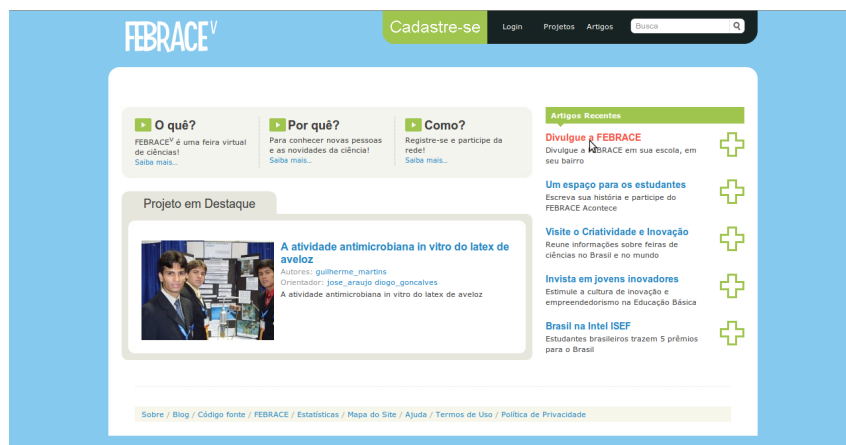 FEBRACE V
Cadastre-se
Login
Projetos
Artigos
Busca
O quê?
FEBRACEV é uma feira virtual
de ciências!
Saiba mais...
Por quê?
Para conhecer novas pessoas
e as novidades da ciência!
Saiba mais...
Como?
Registre-se e participe da
rede!
Saiba mais...
Projeto em Destaque
A atividade antimicrobiana in vitro do latex de
aveloz
Autores: guilherme_martins
Orientador: jose_araujo diogo_goncalves
A atividade antimicrobiana in vitro do latex de aveloz
Artigos Recentes
Divulgue a FEBRACE
Divulgue a FEBRACE em sua escola, em
seu bairro
Um espaço para os estudantes
Escreva sua história e participe do
FEBRACE Acontece
Visite o Criatividade e Inovação
Reune informações sobre feiras de
ciências no Brasil e no mundo
Invista em jovens inovadores
Estimule a cultura de inovação e
empreendedorismo na Educação Básica
Brasil na Intel ISEF
Estudantes brasileiros trazem 5 prêmios
para o Brasil
Sobre / Blog / Código fonte / FEBRACE / Estatísticas / Mapa do Site / Ajuda / Termos de Uso / Política de Privacidade